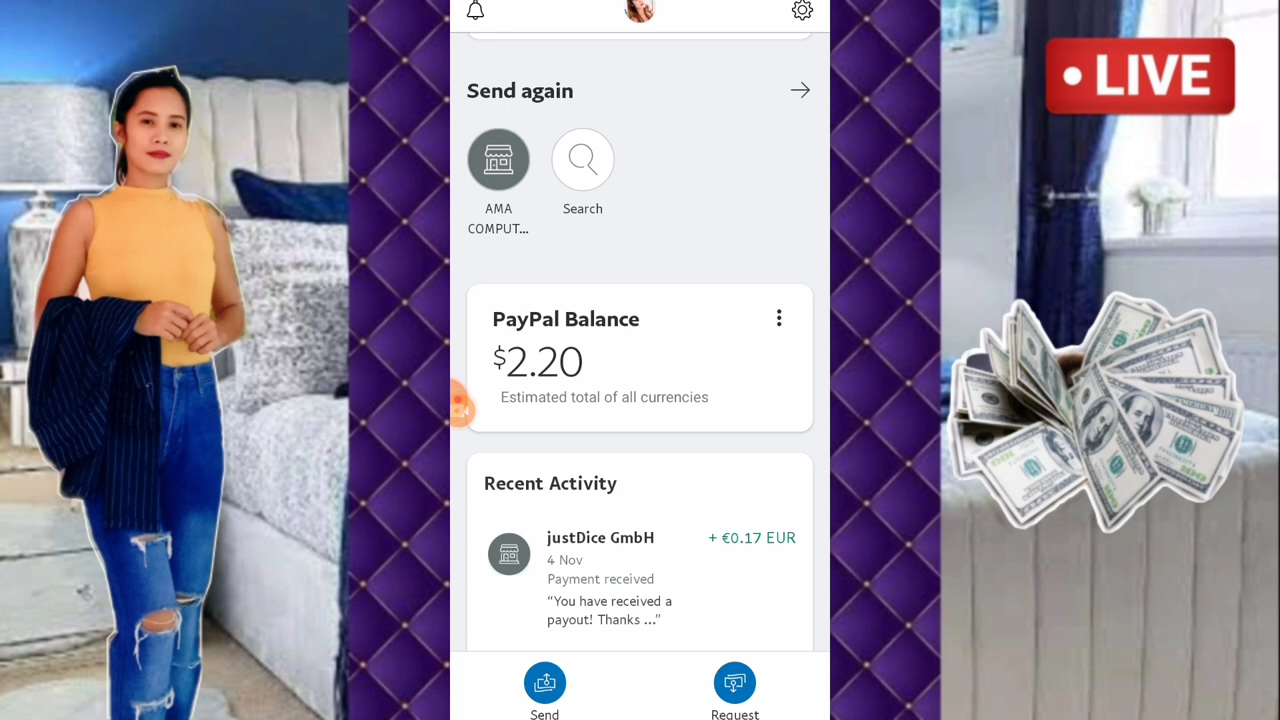 LIVE
Send again
AMA
COMPUT...
Search
PayPal Balance
$2.20
Estimated total of all currencies
Recent Activity
justDice GmbH
+ €0.17 EUR
4 Nov
Payment received
“You have received a
payout! Thanks ...”
Send
Request